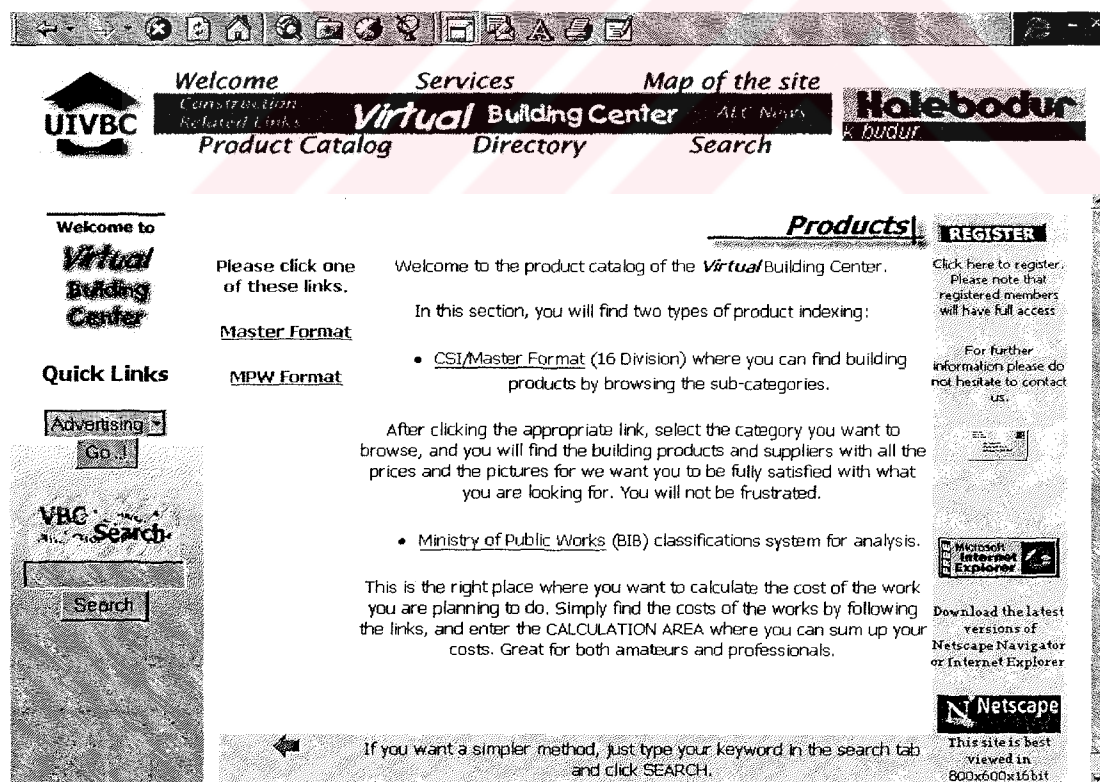 Welcome Services Map of the site
UIVBC
Construction
Related Links
Virtual Building Center
AEC News
Product Catalog Directory Search
k budur
Welcome to
Virtual
Building
Center
Quick Links
Advertising
Go !
VBC
Search
Search
Please click one
of these links.
Master Format
MPW Format
Products
Welcome to the product catalog of the Virtual Building Center.
In this section, you will find two types of product indexing:
• CSI/Master Format (16 Division) where you can find building
products by browsing the sub-categories.
After clicking the appropriate link, select the category you want to
browse, and you will find the building products and suppliers with all the
prices and the pictures for we want you to be fully satisfied with what
you are looking for. You will not be frustrated.
• Ministry of Public Works (BIB) classifications system for analysis.
This is the right place where you want to calculate the cost of the work
you are planning to do. Simply find the costs of the works by following
the links, and enter the CALCULATION AREA where you can sum up your
costs. Great for both amateurs and professionals.
If you want a simpler method, just type your keyword in the search tab
and click SEARCH.
REGISTER
Click here to register.
Please note that
registered members
will have full access
For further
information please do
not hesitate to contact
us.
FREE
Microsoft
Internet
Explorer
Download the latest
versions of
Netscape Navigator
or Internet Explorer
N Netscape
This site is best
viewed in
800x600x16bit